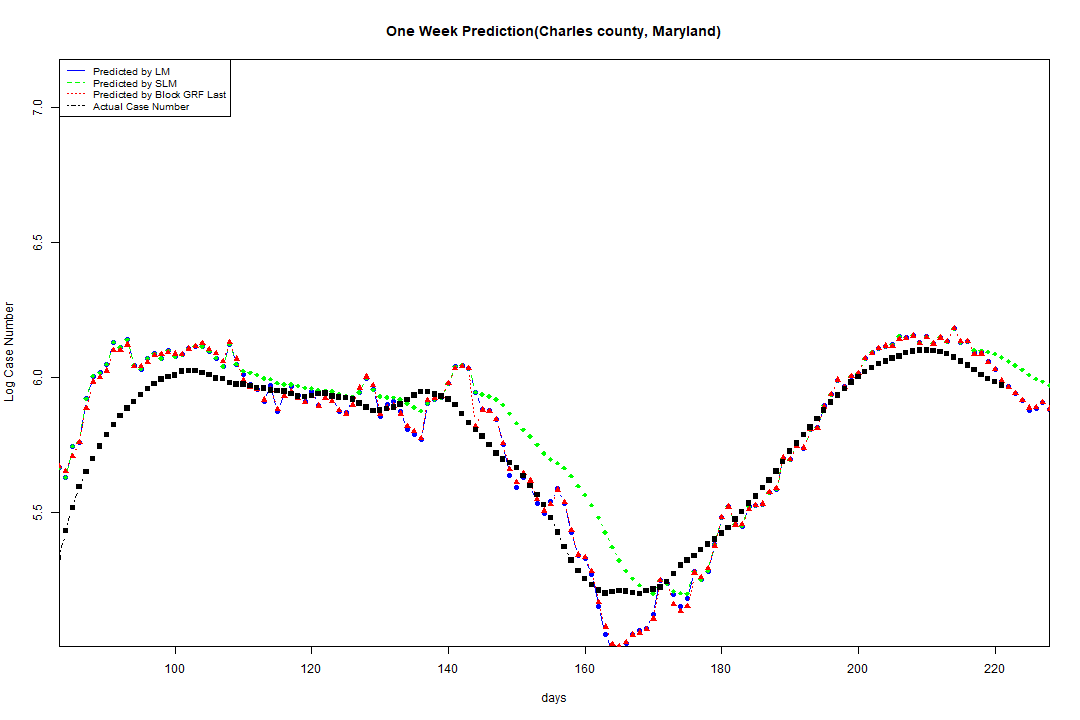 One Week Prediction(Charles county, Maryland)
Predicted by LM
Predicted by SLM
Predicted by Block GRF Last
Actual Case Number
7.0
6.5
6.0
5.5
Log Case Number
100 120 140 160 180 200 220
days